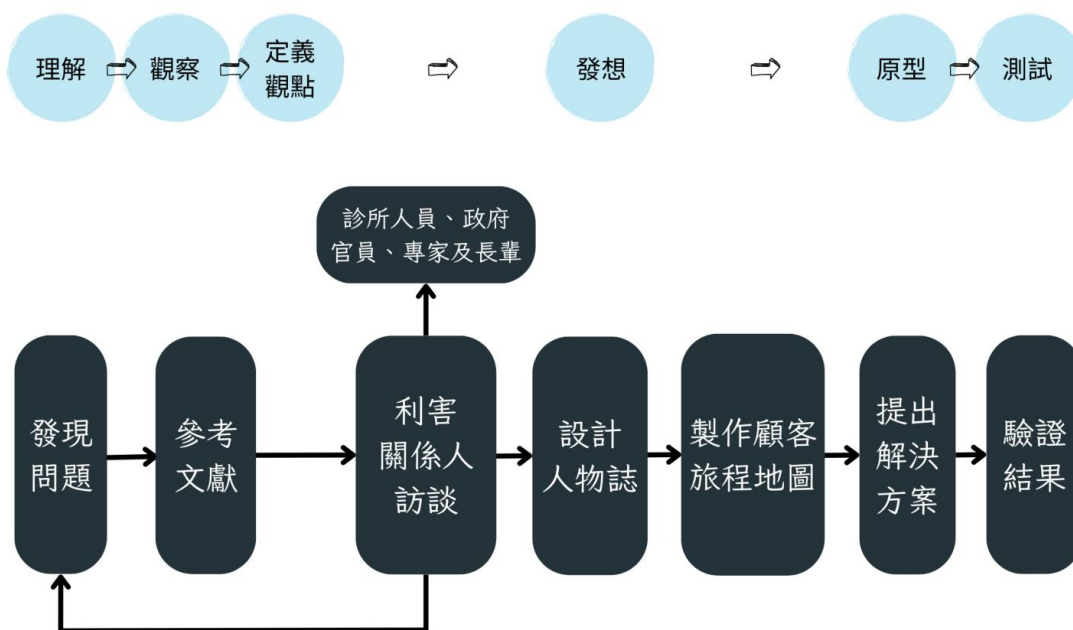 理解
觀察
定義
觀點
發想
原型
測試
診所人員、政府
官員、專家及長輩
發現
問題
參考
文獻
利害
關係人
訪談
設計
人物誌
製作顧客
旅程地圖
提出
解決
方案
驗證
結果